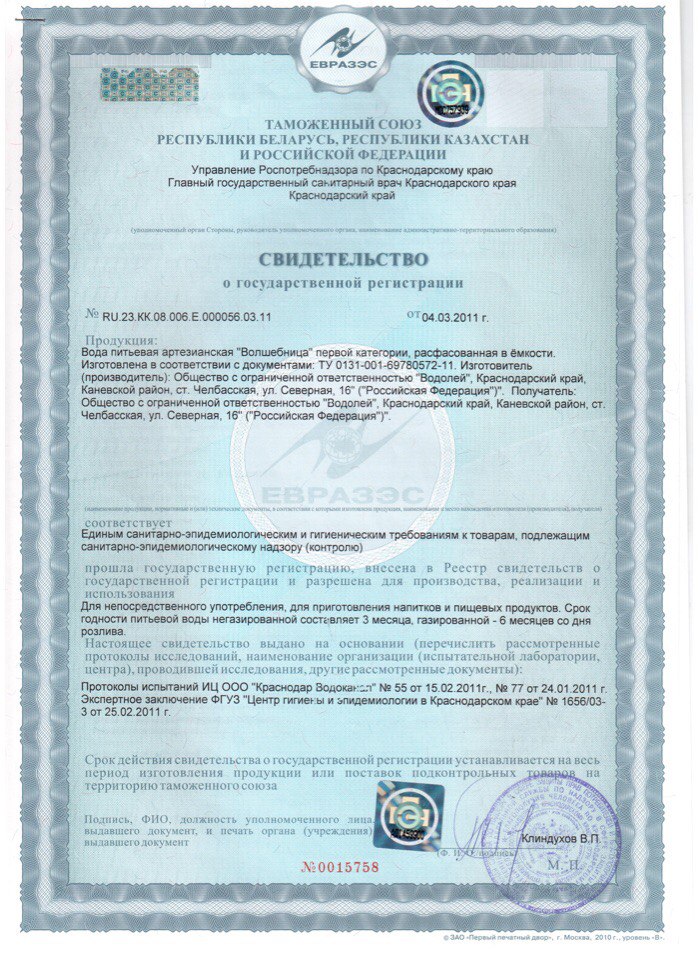 ЕВРАЗЭС
ТАМОЖЕННЫЙ СОЮЗ
РЕСПУБЛИКИ БЕЛАРУСЬ, РЕСПУБЛИКИ КАЗАХСТАН
И РОССИЙСКОЙ ФЕДЕРАЦИИ
Управление Роспотребнадзора по Краснодарскому краю
Главный государственный санитарный врач Краснодарского края
Краснодарский край
(уполномоченный орган Стороны, руководитель уполномоченного органа, наименование административно-территориального образования)
СВИДЕТЕЛЬСТВО
о государственной регистрации
№ RU.23.КК.08.006.Е.000056.03.11 от 04.03.2011 г.
Продукция:
Вода питьевая артезианская "Волшебница" первой категории, расфасованная в ёмкости.
Изготовлена в соответствии с документами: ТУ 0131-001-69780572-11. Изготовитель
(производитель): Общество с ограниченной ответственностью "Водолей", Краснодарский край,
Каневской район, ст. Челбасская, ул. Северная, 16" ("Российская Федерация")". Получатель:
Общество с ограниченной ответственностью "Водолей", Краснодарский край, Каневской район, ст.
Челбасская, ул. Северная, 16" ("Российская Федерация")".
ЕВРАЗЭС
(наименование продукции, нормативные и (или) технические документы, в соответствии с которыми изготовлена продукция, наименование и место нахождения изготовителя (производителя), получателя)
соответствует
Единым санитарно-эпидемиологическим и гигиеническим требованиям к товарам, подлежащим
санитарно-эпидемиологическому надзору (контролю)
прошла государственную регистрацию, внесена в Реестр свидетельств о
государственной регистрации и разрешена для производства, реализации и
использования
Для непосредственного употребления, для приготовления напитков и пищевых продуктов. Срок
годности питьевой воды негазированной составляет 3 месяца, газированной - 6 месяцев со дня
розлива.
Настоящее свидетельство выдано на основании (перечислить рассмотренные
протоколы исследований, наименование организации (испытательной лаборатории,
центра), проводившей исследования, другие рассмотренные документы):
Протоколы испытаний ИЦ ООО "Краснодар Водоканал" № 55 от 15.02.2011г., № 77 от 24.01.2011 г.
Экспертное заключение ФГУЗ "Центр гигиены и эпидемиологии в Краснодарском крае" № 1656/03-
3 от 25.02.2011 г.
Срок действия свидетельства о государственной регистрации устанавливается на весь
период изготовления продукции или поставок подконтрольных товаров на
территорию таможенного союза
Подпись, ФИО, должность уполномоченного лица,
выдавшего документ, и печать органа (учреждения),
выдавшего документ
Клиндухов В.П.
(Ф. И. О./подпись)
М. П.
№0015758
© ЗАО «Первый печатный двор», г. Москва, 2010 г., уровень «В».